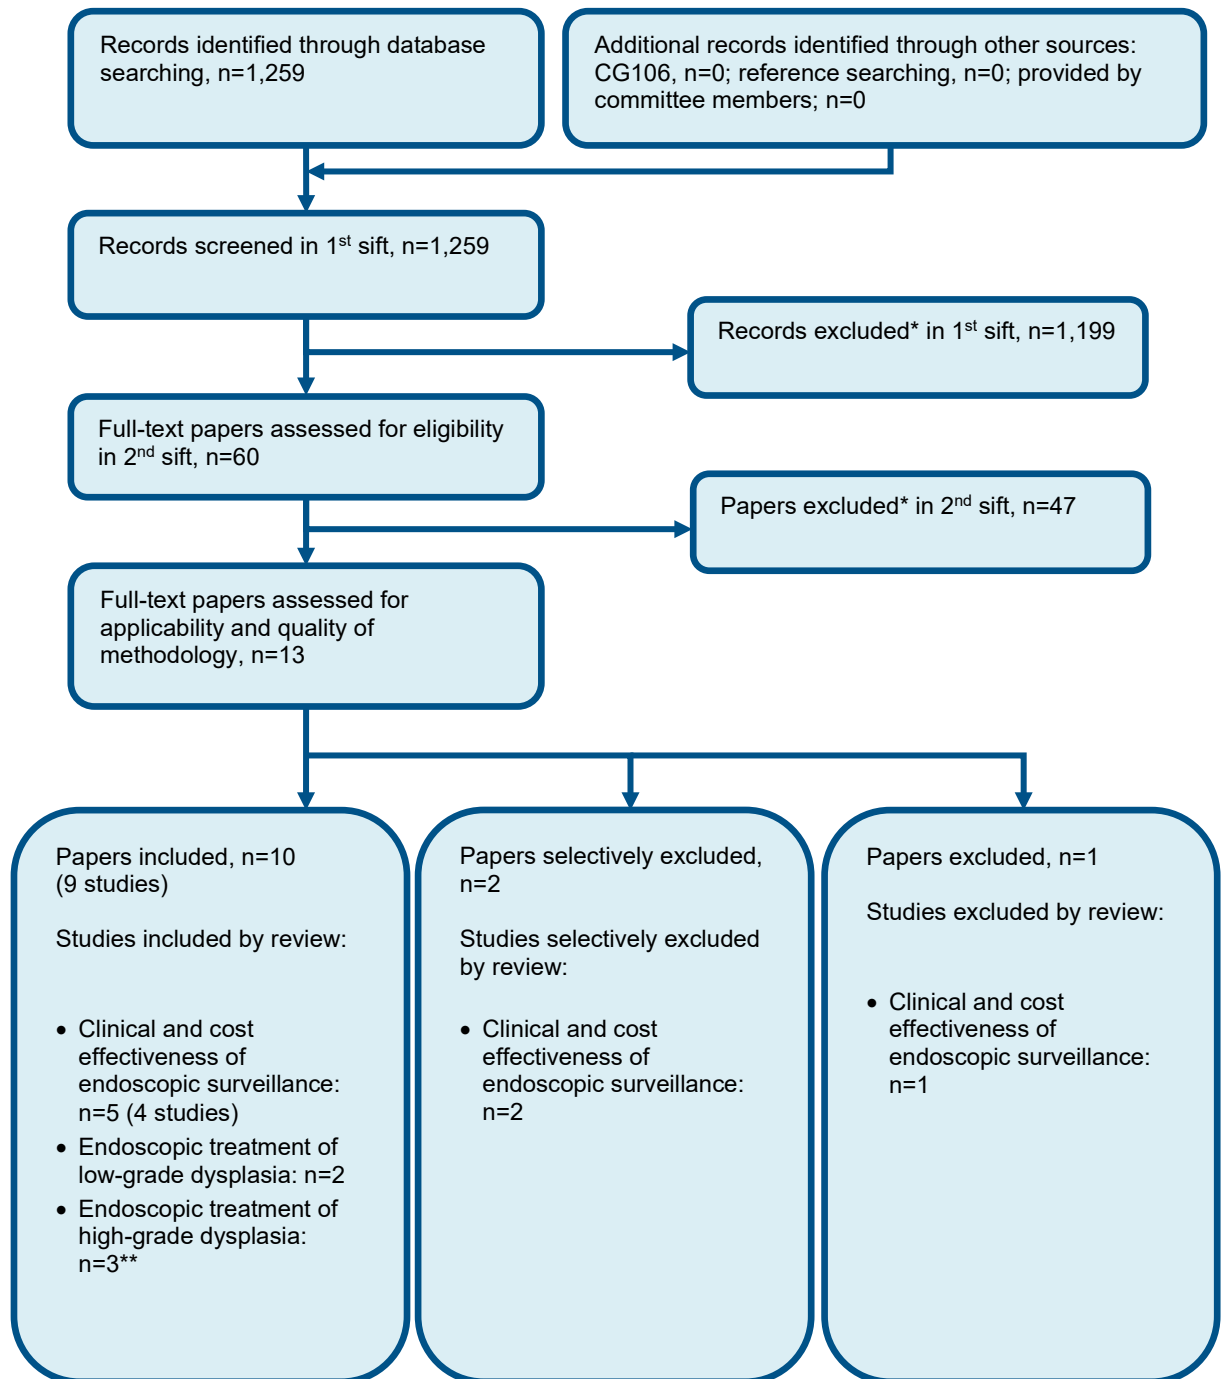 Records identified through database
searching, n=1,259
Additional records identified through other sources:
CG106, n=0; reference searching, n=0; provided by
committee members; n=0
Records screened in 1st sift, n=1,259
Records excluded* in 1st sift, n=1,199
Full-text papers assessed for eligibility
in 2nd sift, n=60
Papers excluded* in 2nd sift, n=47
Full-text papers assessed for
applicability and quality of
methodology, n=13
Papers included, n=10
(9 studies)
Studies included by review:
• Clinical and cost
effectiveness of
endoscopic surveillance:
n=5 (4 studies)
• Endoscopic treatment of
low-grade dysplasia: n=2
• Endoscopic treatment of
high-grade dysplasia:
n=3**
Papers selectively excluded,
n=2
Studies selectively excluded
by review:
• Clinical and cost
effectiveness of
endoscopic surveillance:
n=2
Papers excluded, n=1
Studies excluded by review:
• Clinical and cost
effectiveness of
endoscopic surveillance:
n=1